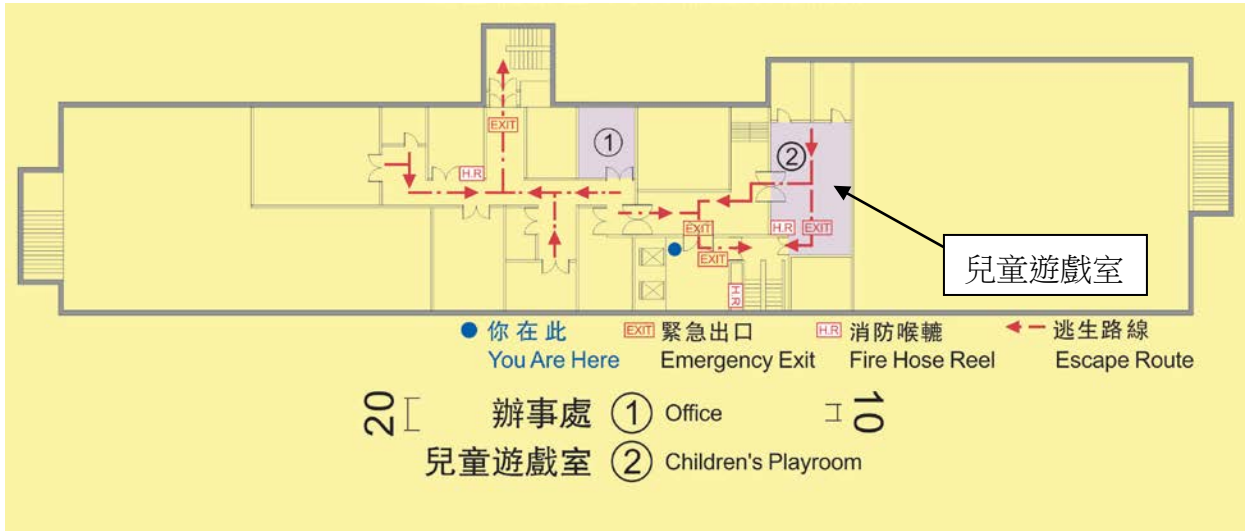 EXIT
①
②
H.R
H.R
EXIT
EXIT
EXIT
H.R
兒童遊戲室
你在此
EXIT 緊急出口
H.R 消防喉轆
逃生路線
You Are Here
Emergency Exit
Fire Hose Reel
Escape Route
20
辦事處 ① Office
10
兒童遊戲室 ② Children's Playroom